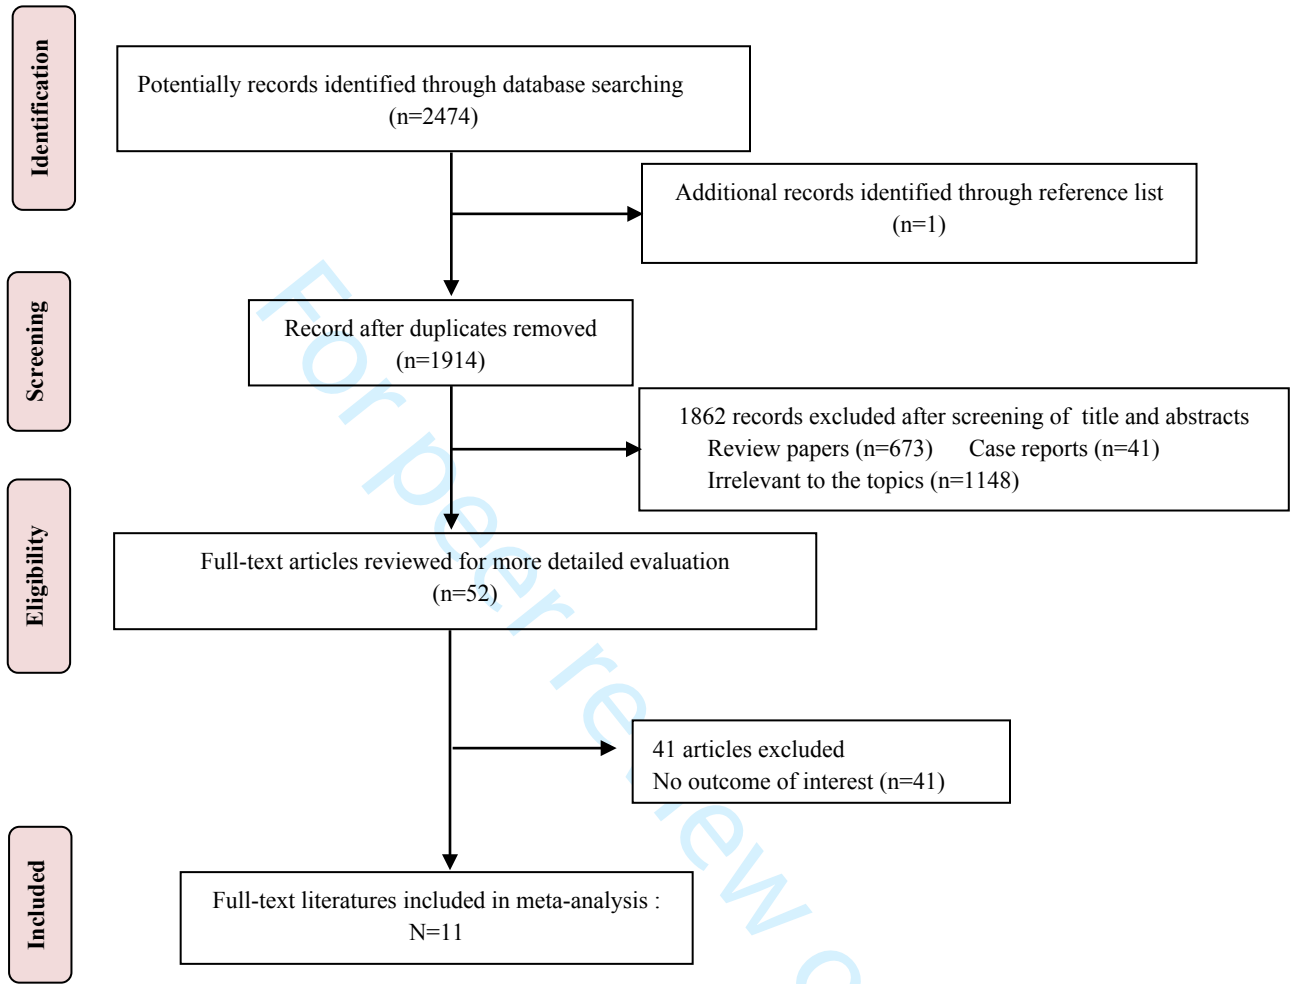 Identification
Potentially records identified through database searching
(n=2474)
Additional records identified through reference list
(n=1)
Screening
Record after duplicates removed
(n=1914)
1862 records excluded after screening of title and abstracts
Review papers (n=673) Case reports (n=41)
Irrelevant to the topics (n=1148)
Eligibility
Full-text articles reviewed for more detailed evaluation
(n=52)
41 articles excluded
No outcome of interest (n=41)
Included
Full-text literatures included in meta-analysis :
N=11
For peer review o